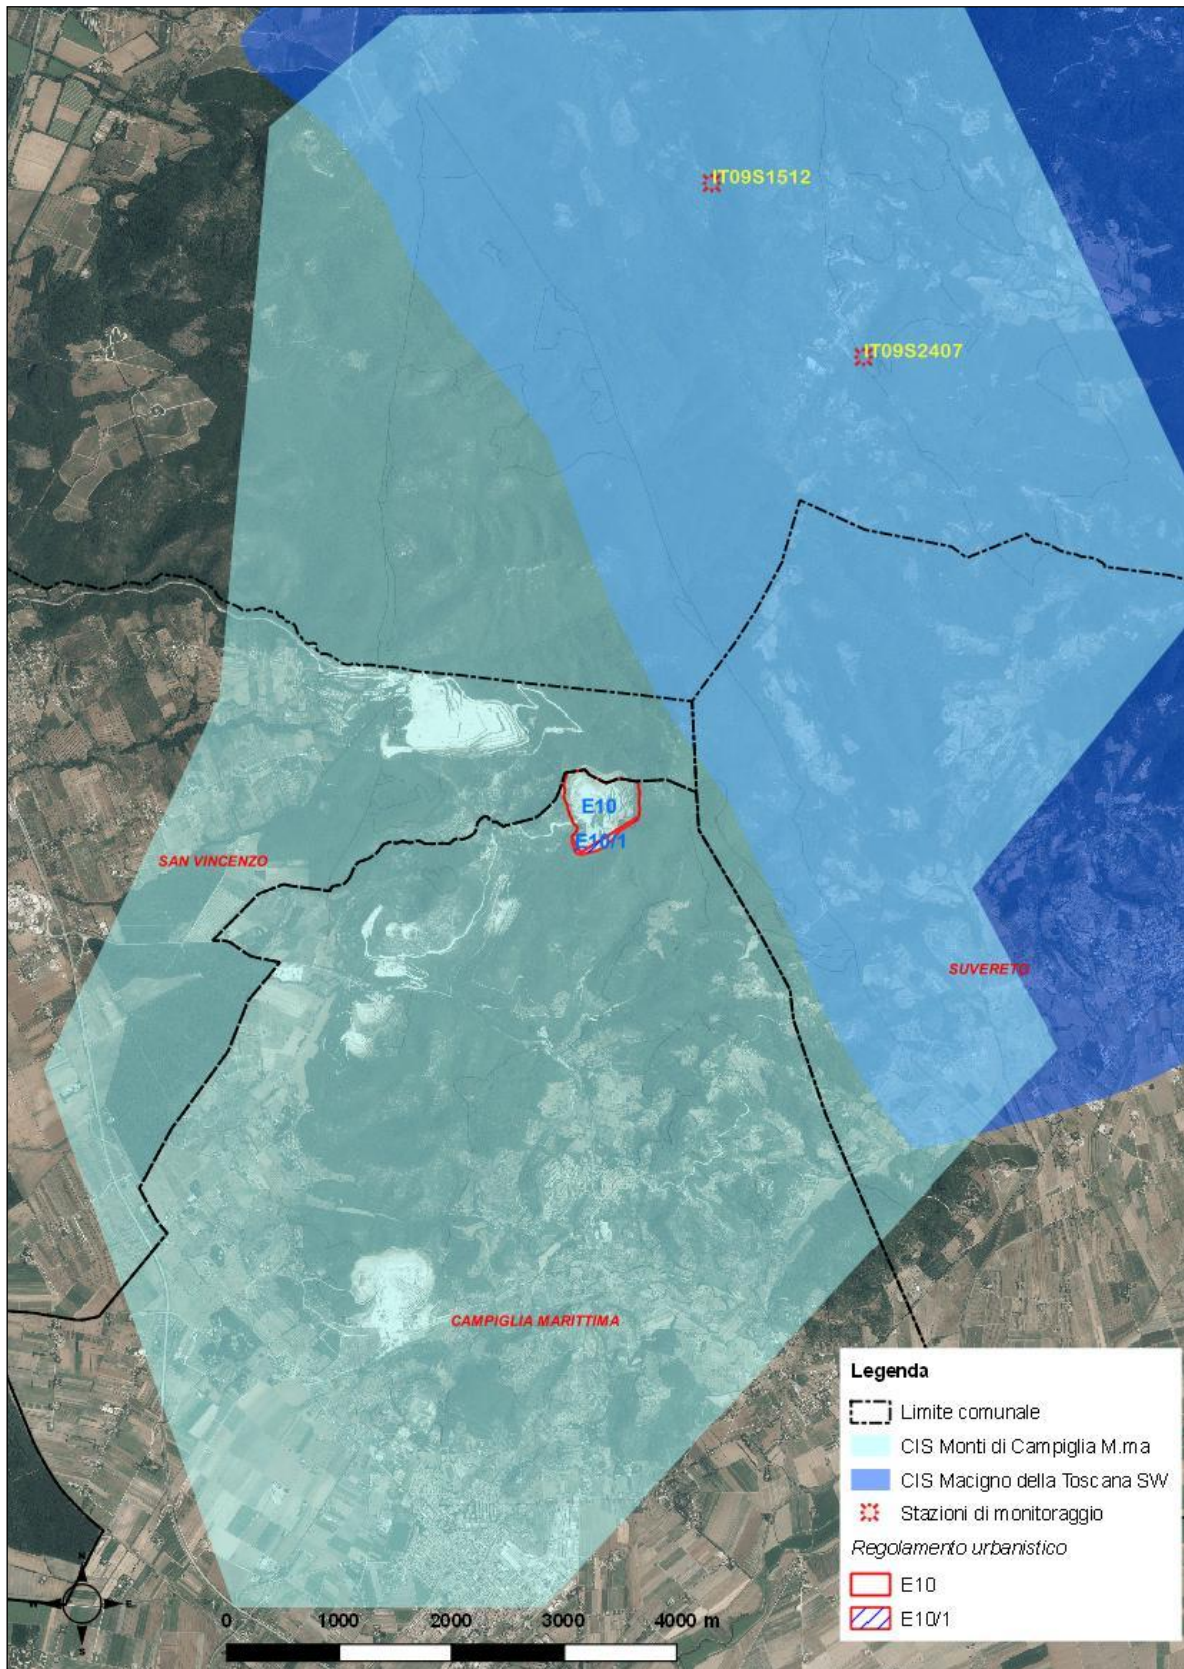 IT09S1512
IT09S2407
E10
E10/1
SAN VINCENZO
SUVERETO
CAMPIGLIA MARITTIMA
Legenda
Limite comunale
CIS Monti di Campiglia M.ma
CIS Macigno della Toscana SW
Stazioni di monitoraggio
Regolamento urbanistico
E10
E10/1
N
W E
S
0 1000 2000 3000 4000 m